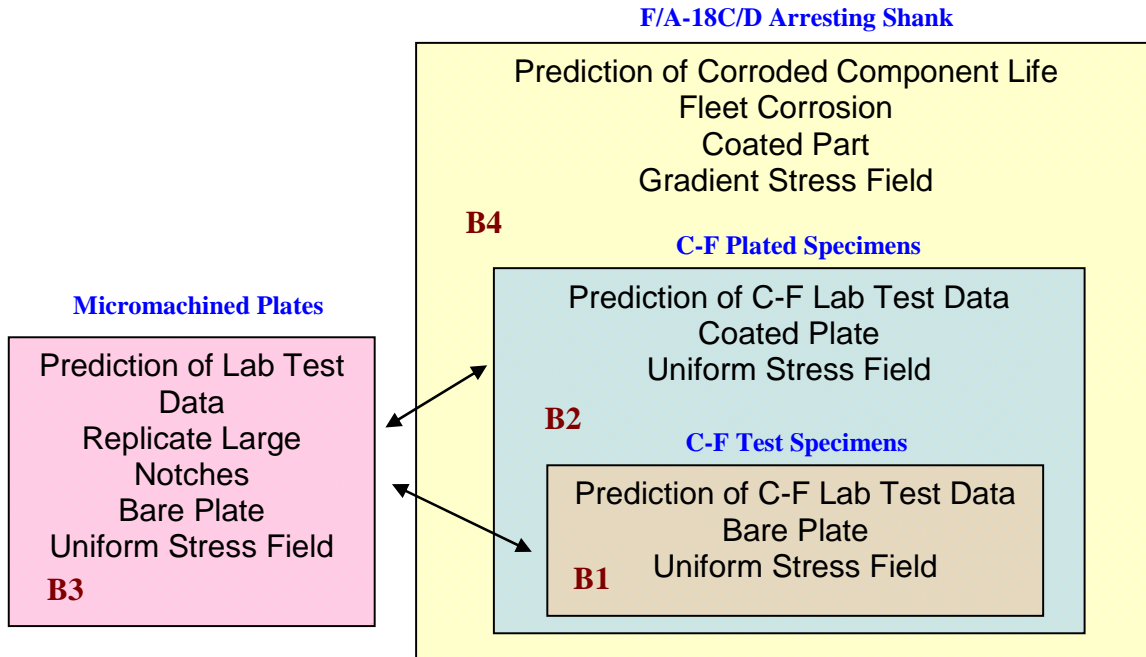 F/A-18C/D Arresting Shank
Prediction of Corroded Component Life
Fleet Corrosion
Coated Part
Gradient Stress Field
B4
C-F Plated Specimens
Prediction of C-F Lab Test Data
Coated Plate
Uniform Stress Field
B2
C-F Test Specimens
Prediction of C-F Lab Test Data
Bare Plate
Uniform Stress Field
B1
Micromachined Plates
Prediction of Lab Test
Data
Replicate Large
Notches
Bare Plate
Uniform Stress Field
B3